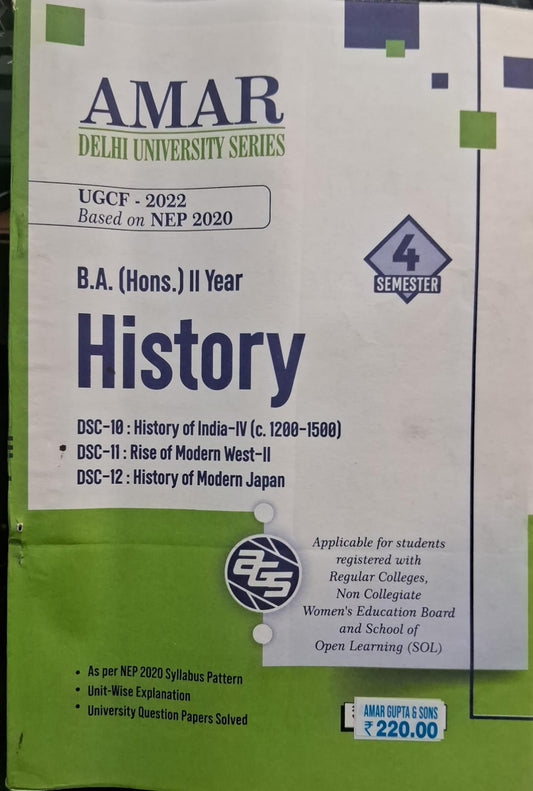 AMAR
DELHI UNIVERSITY SERIES
UGCF - 2022
Based on NEP 2020
4
SEMESTER
B.A. (Hons.) II Year
History
DSC-10 : History of India-IV (c. 1200-1500)
DSC-11 : Rise of Modern West-II
DSC-12 : History of Modern Japan
AGS
Applicable for students
registered with
Regular Colleges,
Non Collegiate
Women's Education Board
and School of
Open Learning (SOL)
• As per NEP 2020 Syllabus Pattern
• Unit-Wise Explanation
• University Question Papers Solved
AMAR GUPTA & SONS
₹ 220.00